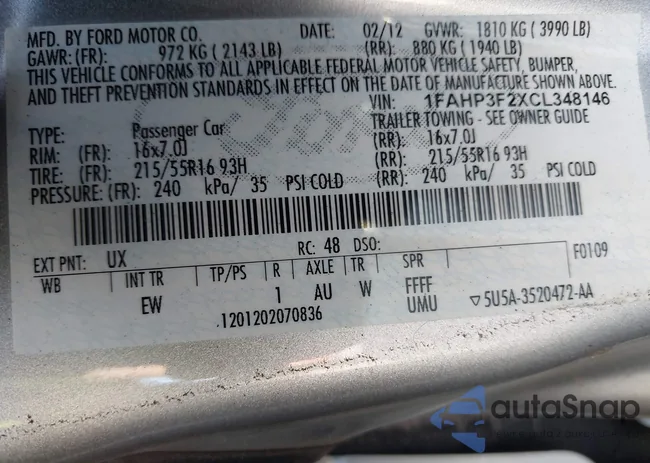 MFD. BY FORD MOTOR CO. DATE: 02/12 GVWR: 1810 KG ( 3990 LB)
GAWR: (FR): 972 KG ( 2143 LB) (RR): 880 KG ( 1940 LB)
THIS VEHICLE CONFORMS TO ALL APPLICABLE FEDERAL MOTOR VEHICLE SAFETY, BUMPER,
AND THEFT PREVENTION STANDARDS IN EFFECT ON THE DATE OF MANUFACTURE SHOWN ABOVE.
VIN: 1FAHP3F2XCL348146
TYPE: Passenger Car TRAILER TOWING - SEE OWNER GUIDE
RIM: (FR): 16x7.0J (RR): 16x7.0J
TIRE: (FR): 215/55R16 93H (RR): 215/55R16 93H
PRESSURE: (FR): 240 kPa/ 35 PSI COLD (RR): 240 kPa/ 35 PSI COLD
EXT PNT: UX RC: 48 DSO: F0109
WB INT TR TP/PS R AXLE TR SPR
EW 1 AU W FFFF
UMU ▽5U5A-3520472-AA
.1201202070836
autoSnap